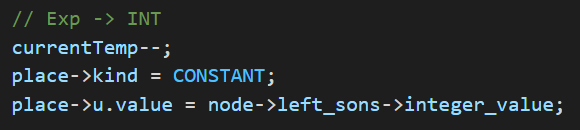 // Exp -> INT
currentTemp--;
place->kind = CONSTANT;
place->u.value = node->left_sons->integer_value;